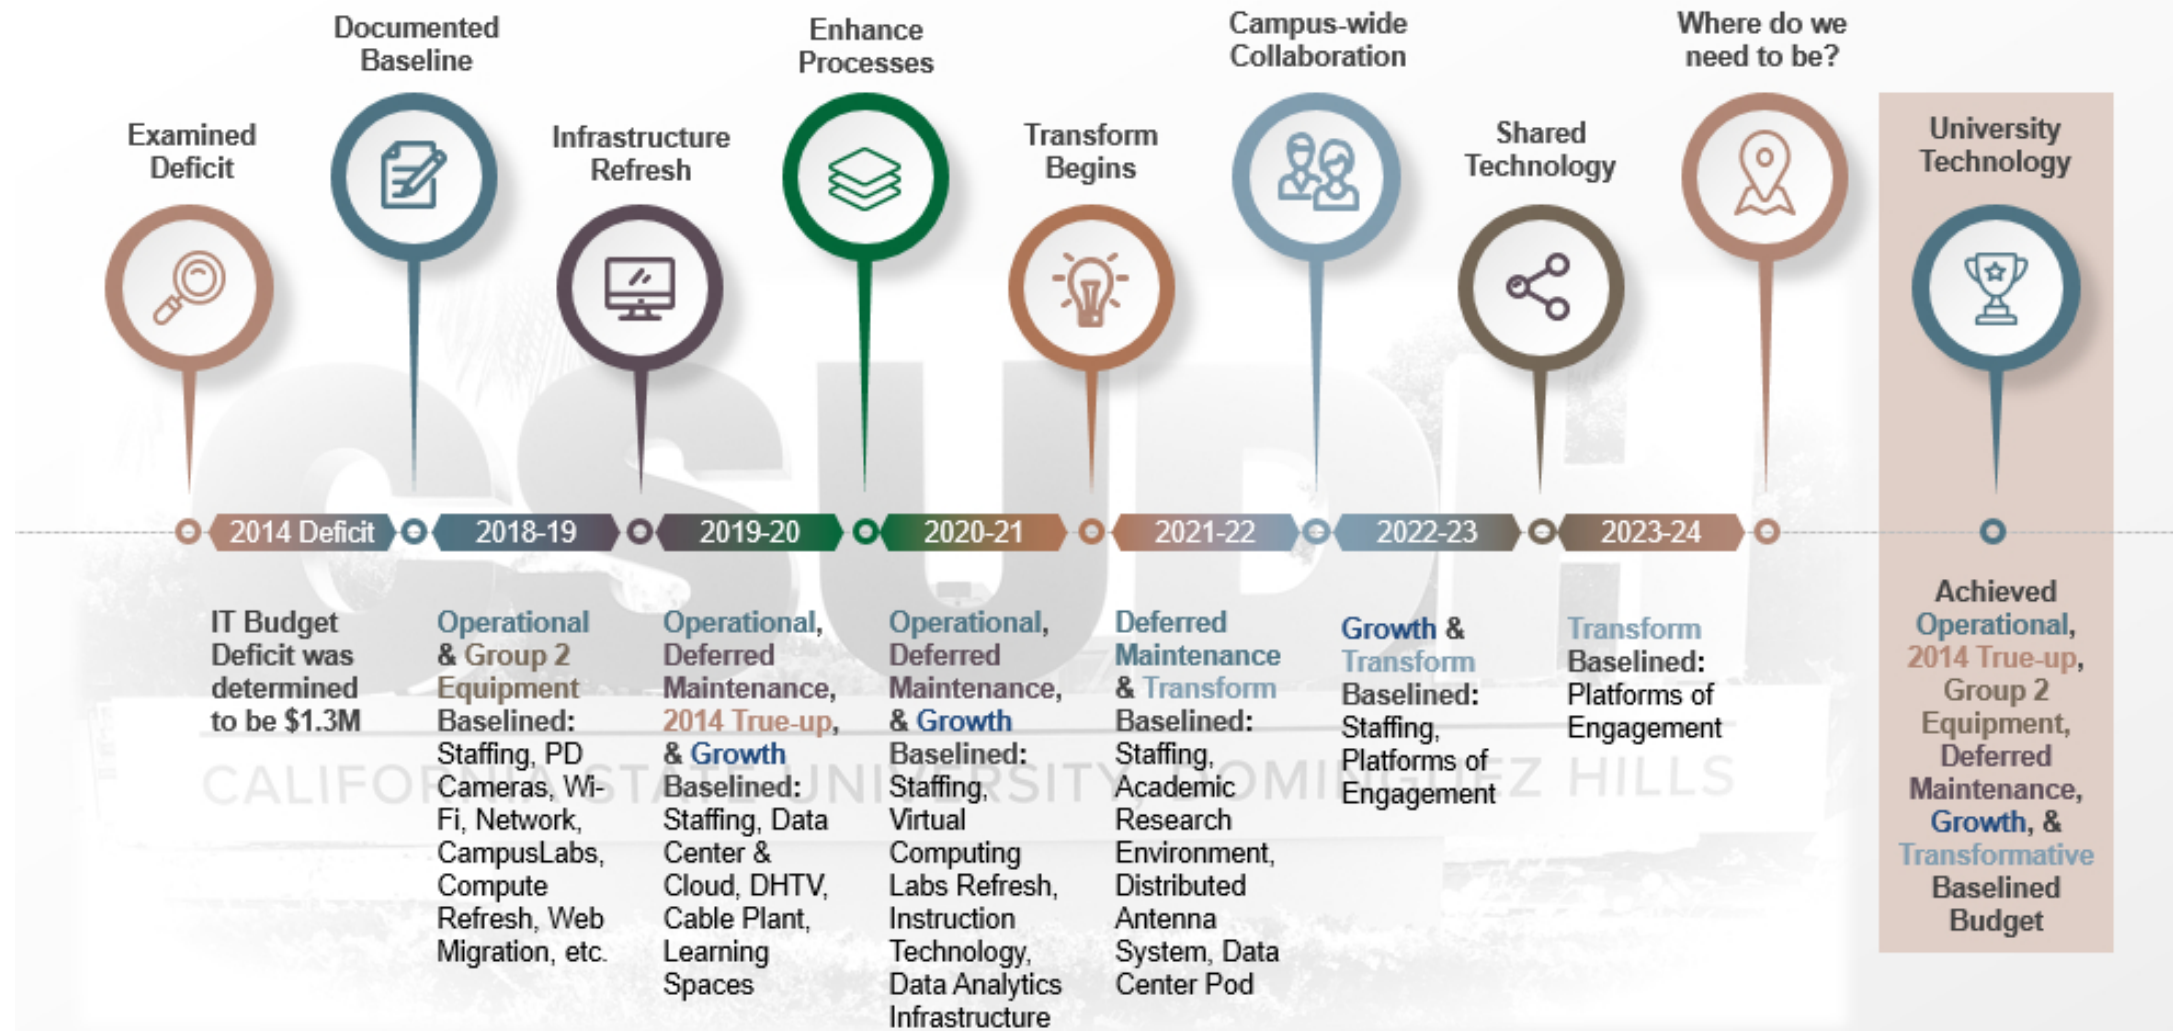 Examined
Deficit
Documented
Baseline
Infrastructure
Refresh
Enhance
Processes
Transform
Begins
Campus-wide
Collaboration
Shared
Technology
Where do we
need to be?
University
Technology
2014 Deficit
2018-19
2019-20
2020-21
2021-22
2022-23
2023-24
IT Budget
Deficit was
determined
to be $1.3M
Operational
& Group 2
Equipment
Baselined:
Staffing, PD
Cameras, Wi-
Fi, Network,
CampusLabs,
Compute
Refresh, Web
Migration, etc.
Operational,
Deferred
Maintenance,
2014 True-up,
& Growth
Baselined:
Staffing, Data
Center &
Cloud, DHTV,
Cable Plant,
Learning
Spaces
Operational,
Deferred
Maintenance,
& Growth
Baselined:
Staffing,
Virtual
Computing
Labs Refresh,
Instruction
Technology,
Data Analytics
Infrastructure
Deferred
Maintenance
& Transform
Baselined:
Staffing,
Academic
Research
Environment,
Distributed
Antenna
System, Data
Center Pod
Growth &
Transform
Baselined:
Staffing,
Platforms of
Engagement
Transform
Baselined:
Platforms of
Engagement
Achieved
Operational,
2014 True-up,
Group 2
Equipment,
Deferred
Maintenance,
Growth, &
Transformative
Baselined
Budget
CSUDH
CALIFORNIA STATE UNIVERSITY, DOMINGUEZ HILLS